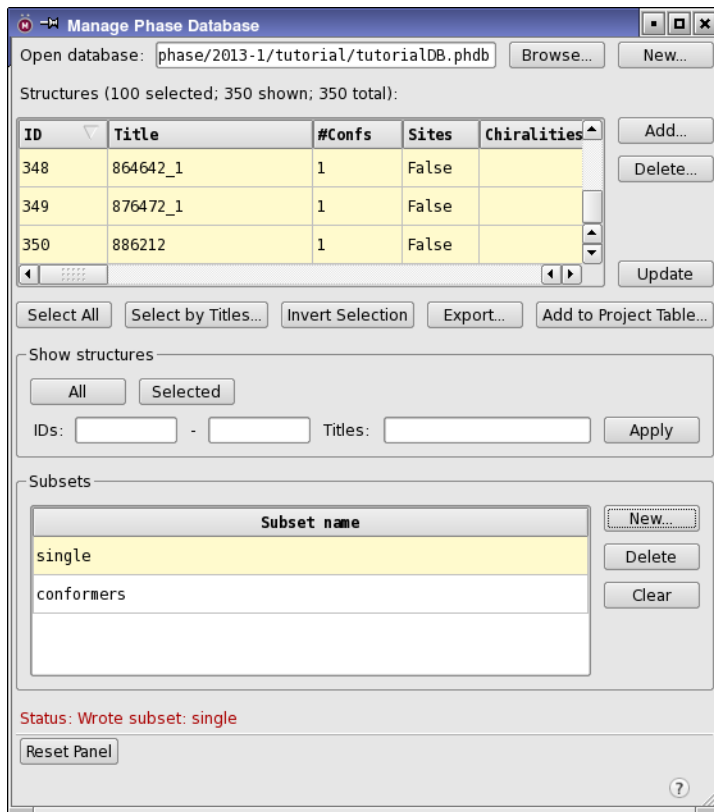 Manage Phase Database
Open database: phase/2013-1/tutorial/tutorialDB.phdb Browse... New...
Structures (100 selected; 350 shown; 350 total):
ID Title #Confs Sites Chiralities Add...
348 864642_1 1 False Delete...
349 876472_1 1 False
350 886212 1 False
Update
Select All Select by Titles... Invert Selection Export... Add to Project Table...
Show structures
All Selected
IDs: - Titles: Apply
Subsets
Subset name New...
single Delete
conformers Clear
Status: Wrote subset: single
Reset Panel
?